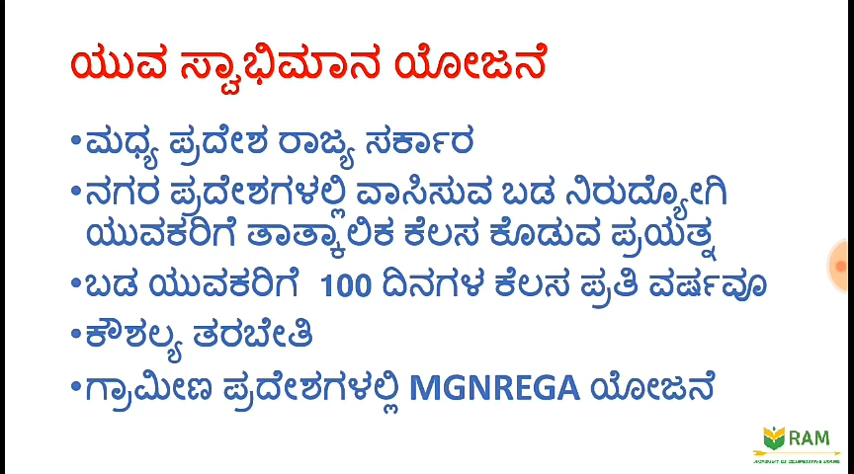 ಯುವ ಸ್ವಾಭಿಮಾನ ಯೋಜನೆ
•ಮಧ್ಯ ಪ್ರದೇಶ ರಾಜ್ಯ ಸರ್ಕಾರ
•ನಗರ ಪ್ರದೇಶಗಳಲ್ಲಿ ವಾಸಿಸುವ ಬಡ ನಿರುದ್ಯೋಗಿ
ಯುವಕರಿಗೆ ತಾತ್ಕಾಲಿಕ ಕೆಲಸ ಕೊಡುವ ಪ್ರಯತ್ನ
•ಬಡ ಯುವಕರಿಗೆ 100 ದಿನಗಳ ಕೆಲಸ ಪ್ರತಿ ವರ್ಷವೂ
•ಕೌಶಲ್ಯ ತರಬೇತಿ
•ಗ್ರಾಮೀಣ ಪ್ರದೇಶಗಳಲ್ಲಿ MGNREGA ಯೋಜನೆ
RAM